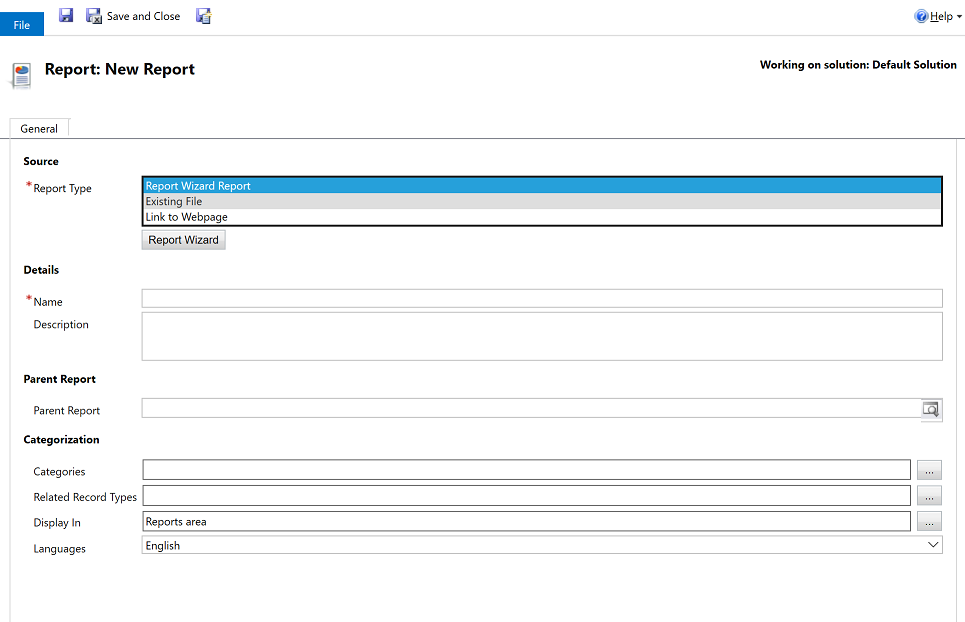 File
Save and Close
Help
Report: New Report
Working on solution: Default Solution
General
Source
*Report Type
Report Wizard Report
Existing File
Link to Webpage
Report Wizard
Details
*Name
Description
Parent Report
Parent Report
Categorization
Categories
...
Related Record Types
...
Display In
Reports area
...
Languages
English